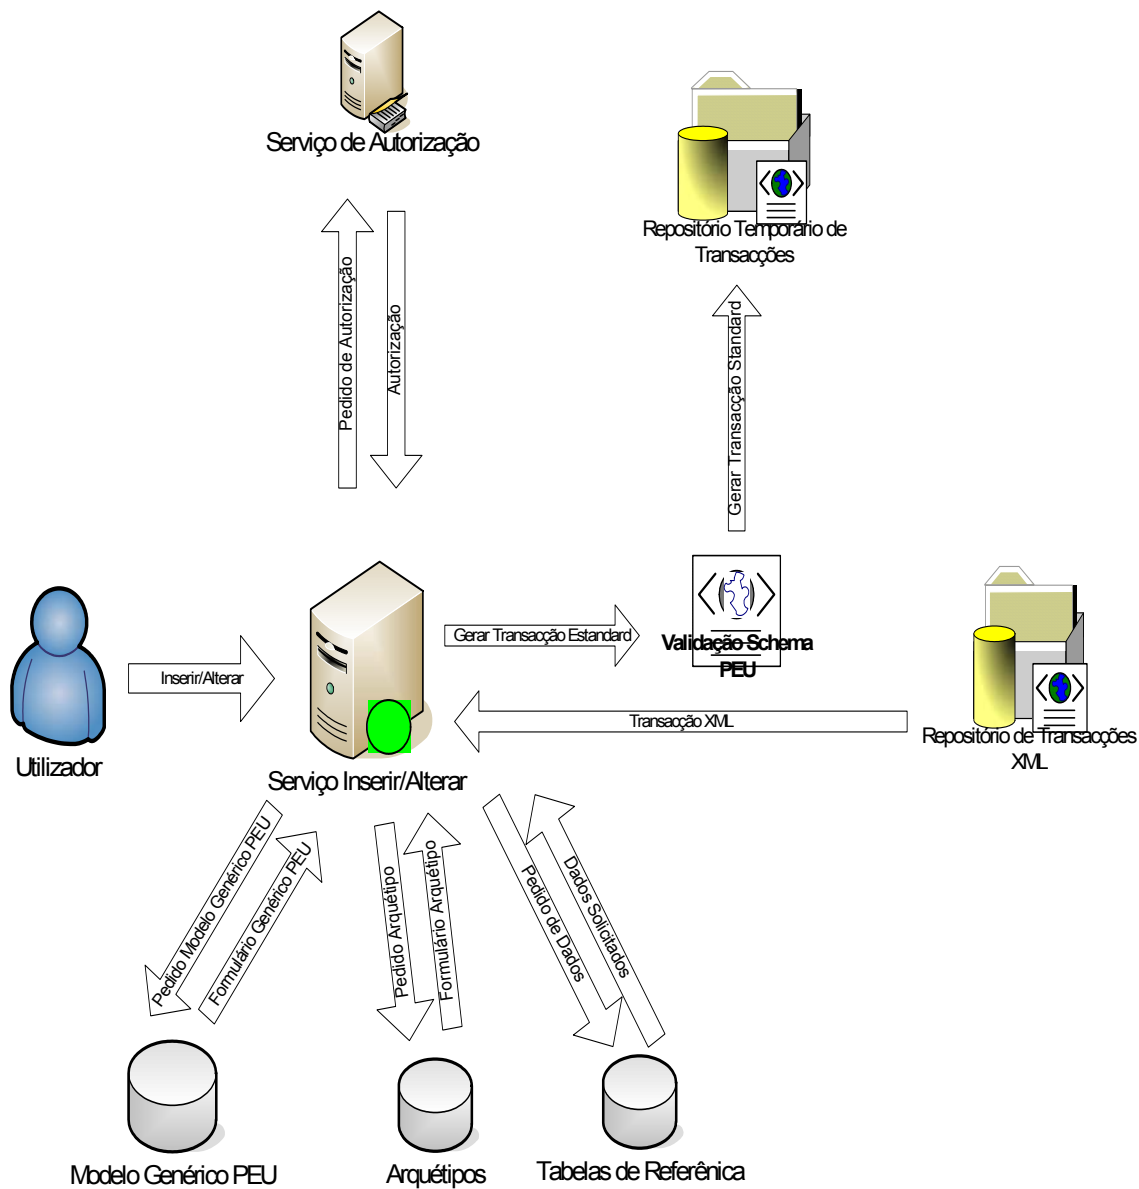 Serviço de Autorização
Repositório Temporário de
Transacções
Pedido de Autorização
Autorização
Gerar Transacção Standard
Utilizador
Inserir/Alterar
Serviço Inserir/Alterar
Gerar Transacção Estandard
Validação Schema
PEU
Transacção XML
Repositório de Transacções
XML
Pedido Modelo Genérico PEU
Formulário Genérico PEU
Pedido Arquétipo
Formulário Arquétipo
Pedido de Dados
Dados Solicitados
Modelo Genérico PEU
Arquétipos
Tabelas de Referênica